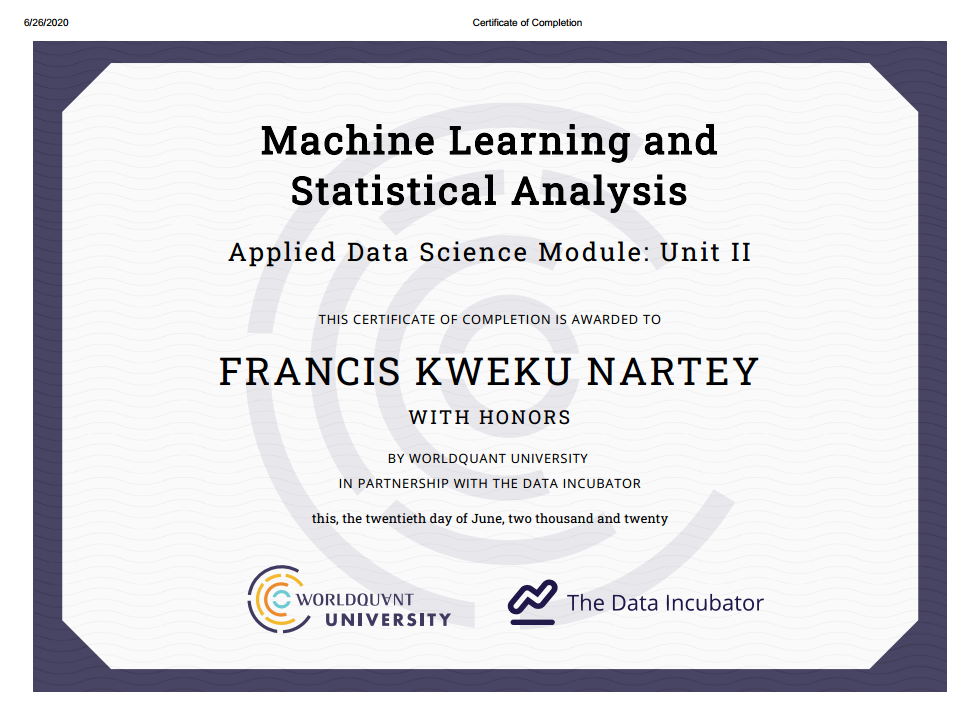 6/26/2020 Certificate of Completion
Machine Learning and
Statistical Analysis
Applied Data Science Module: Unit II
THIS CERTIFICATE OF COMPLETION IS AWARDED TO
FRANCIS KWEKU NARTEY
WITH HONORS
BY WORLDQUANT UNIVERSITY
IN PARTNERSHIP WITH THE DATA INCUBATOR
this, the twentieth day of June, two thousand and twenty
WORLDQUANT
UNIVERSITY
The Data Incubator